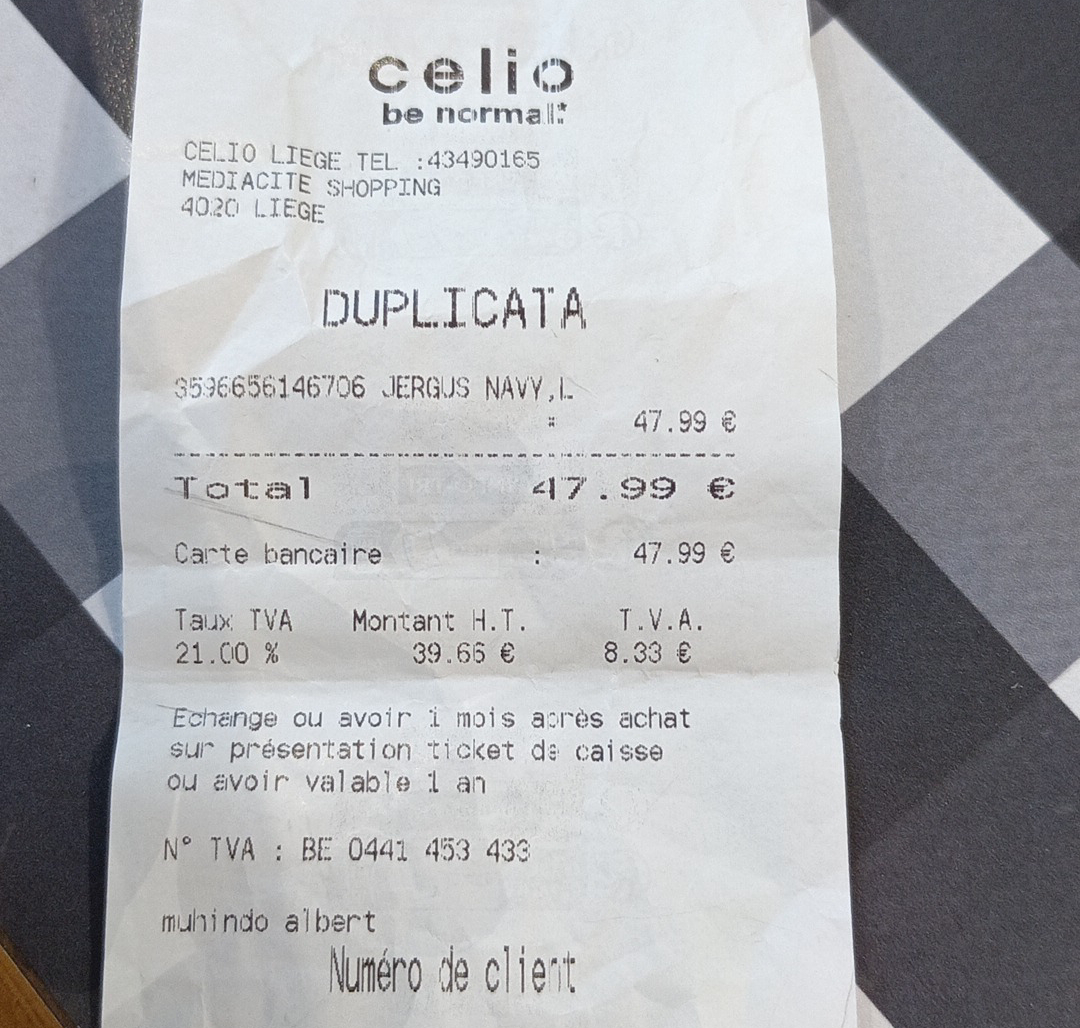 celio
be normal*
CELIO LIEGE TEL :43490165
MEDIACITE SHOPPING
4020 LIEGE
DUPLICATA
3596656146706 JERGUS NAVY,L
: 47.99 €
Total 47.99 €
Carte bancaire : 47.99 €
Taux TVA Montant H.T. T.V.A.
21.00 % 39.66 € 8.33 €
Echange ou avoir 1 mois après achat
sur présentation ticket de caisse
ou avoir valable 1 an
N° TVA : BE 0441 453 433
muhindo albert
Numéro de client